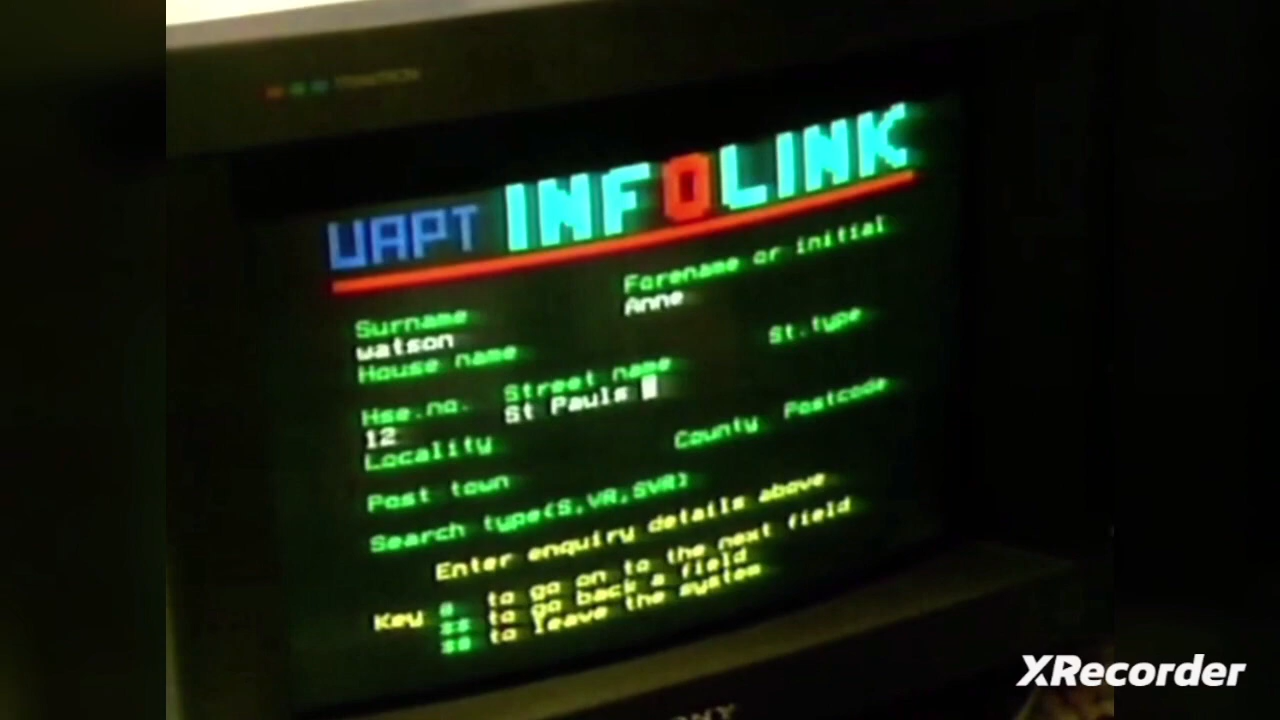 UAPT INFOLINK
Surname
Forename or initial
watson
Anne
House name
St.type
Hse.no.
Street name
12
St Pauls
Locality
County
Postcode
Post town
Search type(S,VR,SVR)
Enter enquiry details above
Key
to go on to the next field
to go back a field
to leave the system
XRecorder